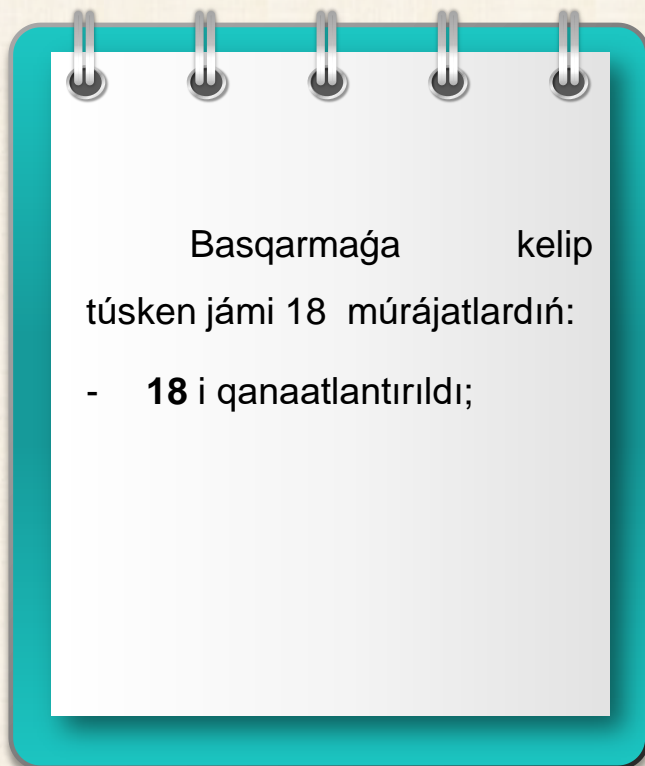 Basqarmaǵa kelip
túsken jámi 18 múrájatlardıń:
- 18 i qanaatlantırıldı;